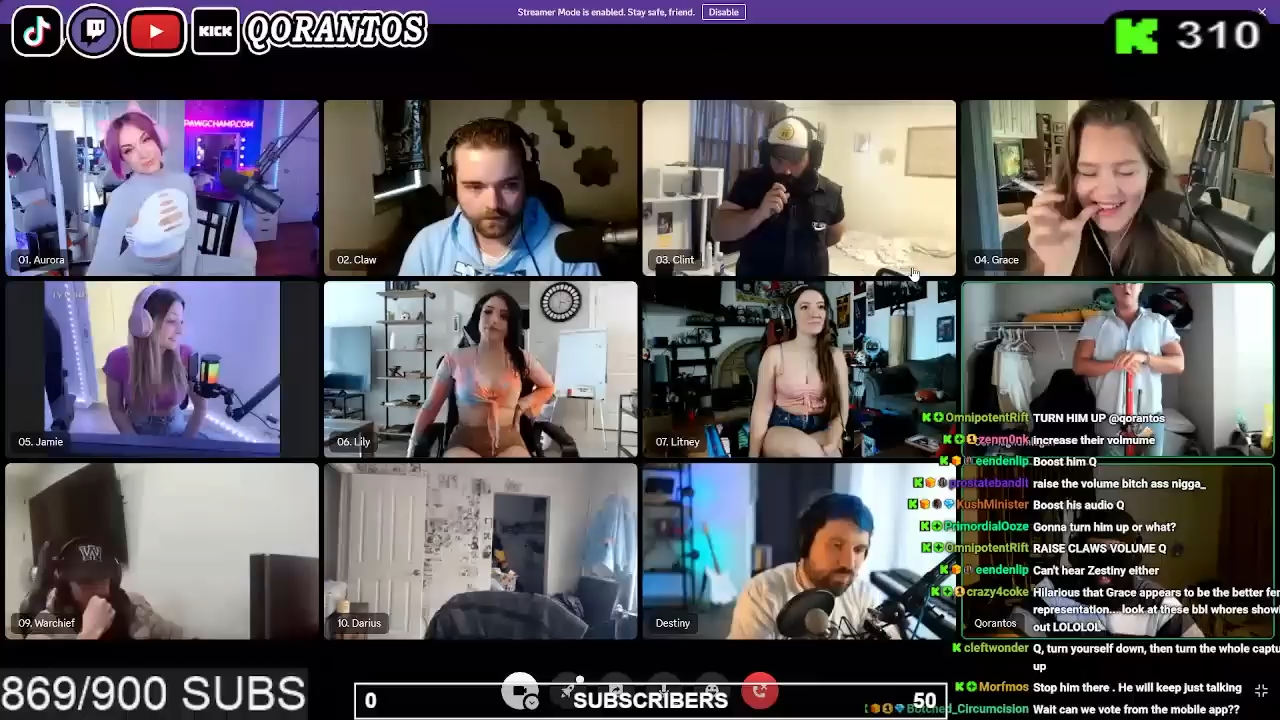 Streamer Mode is enabled. Stay safe, friend. Disable
KICK QORANTOS
310
PAWGCHAMP.COM
01. Aurora
02. Claw
03. Clint
04. Grace
05. Jamie
06. Lily
07. Litney
OmnipotentRift TURN HIM UP @qorantos
zenm0nk increase their volmume
eendenlip Boost him Q
prostatebandit raise the volume bitch ass nigga_
KushMinister Boost his audio Q
PrimordialOoze Gonna turn him up or what?
OmnipotentRift RAISE CLAWS VOLUME Q
eendenlip Can't hear Zestiny either
crazy4coke Hilarious that Grace appears to be the better fem
representation....look at these bbl whores show
out LOLOLOL
cleftwonder Q, turn yourself down, then turn the whole captu
up
Morfmos Stop him there . He will keep just talking
Botched_Circumcision Wait can we vote from the mobile app??
09. Warchief
10. Darius
Destiny
Qorantos
869/900 SUBS
0 SUBSCRIBERS 50